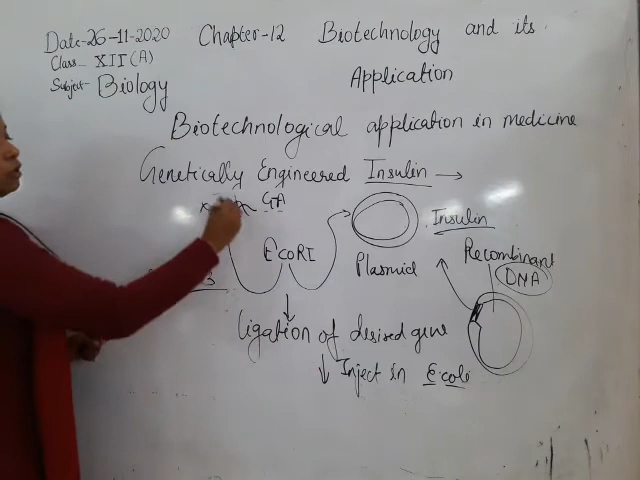 Date-26-11-2020 Chapter-12 Biotechnology and its
Class- XII (A)
Application
Subject- Biology
Biotechnological application in medicine
Genetically Engineered Insulin →
GA
Insulin
ECoRI
Recombinant
Plasmid
DNA
3
ligation of desired gene
Inject in E.coli